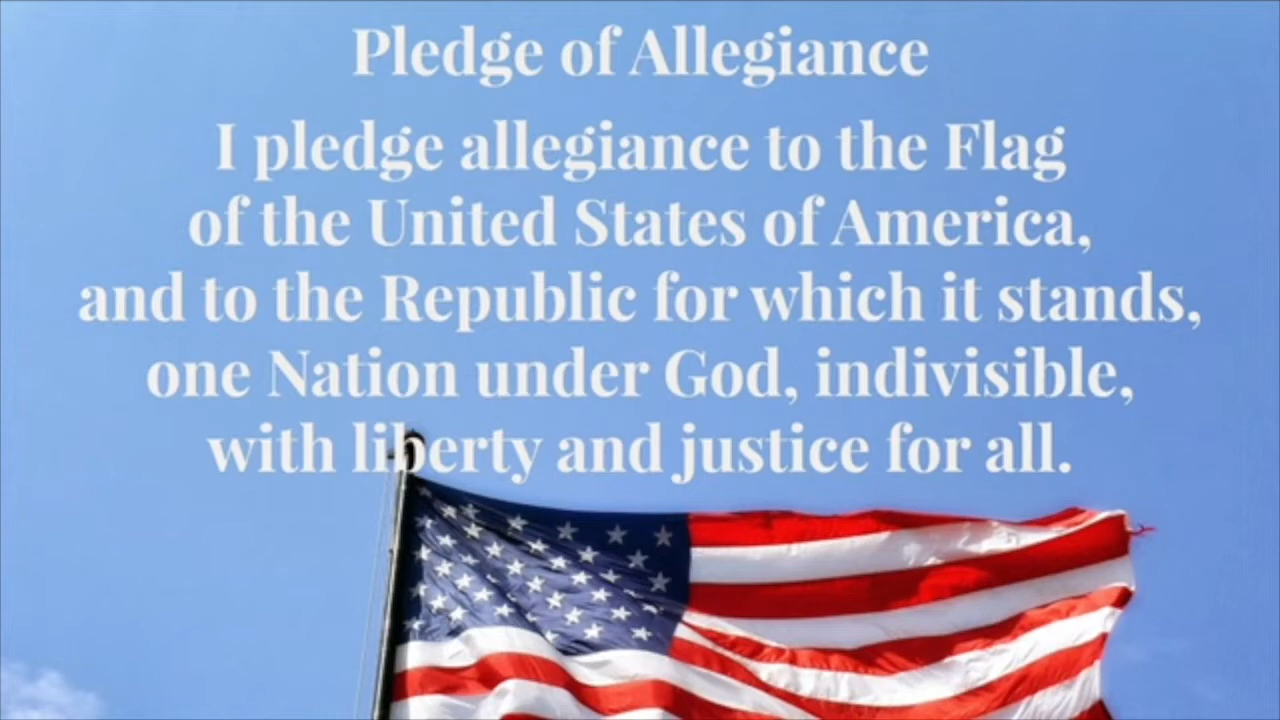 Pledge of Allegiance
I pledge allegiance to the Flag
of the United States of America,
and to the Republic for which it stands,
one Nation under God, indivisible,
with liberty and justice for all.